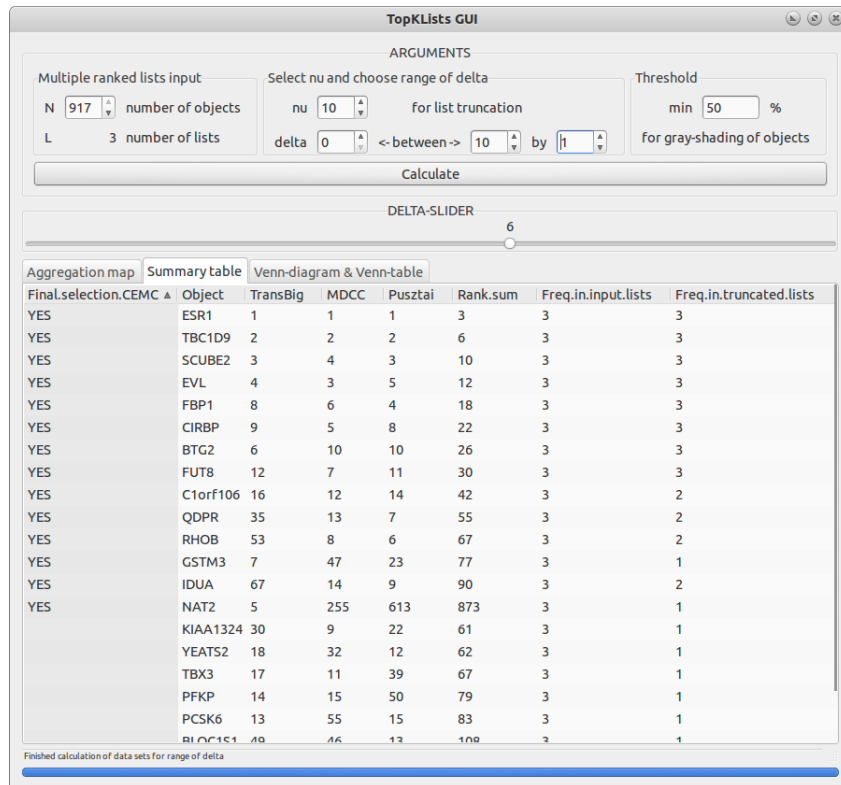 TopKLists GUI
ARGUMENTS
Multiple ranked lists input
N 917 number of objects
L 3 number of lists
Select nu and choose range of delta
nu 10 for list truncation
delta 0 <- between -> 10 by 1
Threshold
min 50 %
for gray-shading of objects
Calculate
DELTA-SLIDER
6
Aggregation map Summary table Venn-diagram & Venn-table
Final.selection.CEMC Object TransBig MDCC Pusztai Rank.sum Freq.in.input.lists Freq.in.truncated.lists
YES ESR1 1 1 1 3 3 3
YES TBC1D9 2 2 2 6 3 3
YES SCUBE2 3 4 3 10 3 3
YES EVL 4 3 5 12 3 3
YES FBP1 8 6 4 18 3 3
YES CIRBP 9 5 8 22 3 3
YES BTG2 6 10 10 26 3 3
YES FUT8 12 7 11 30 3 3
YES C1orf106 16 12 14 42 3 2
YES QDPR 35 13 7 55 3 2
YES RHOB 53 8 6 67 3 2
YES GSTM3 7 47 23 77 3 1
YES IDUA 67 14 9 90 3 2
YES NAT2 5 255 613 873 3 1
KIAA1324 30 9 22 61 3 1
YEATS2 18 32 12 62 3 1
TBX3 17 11 39 67 3 1
PFKP 14 15 50 79 3 1
PCSK6 13 55 15 83 3 1
BLOC1S1 49 46 13 108 3 1
Finished calculation of data sets for range of delta